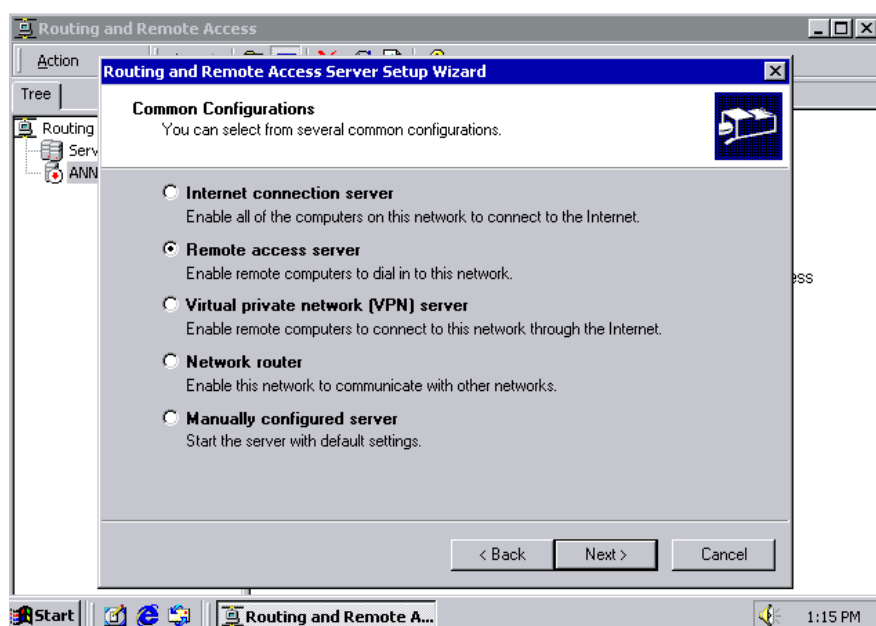 Routing and Remote Access
Action
Routing and Remote Access Server Setup Wizard
Tree
Common Configurations
You can select from several common configurations.
Routing
Serv
ANN
Internet connection server
Enable all of the computers on this network to connect to the Internet.
Remote access server
Enable remote computers to dial in to this network.
ess
Virtual private network (VPN) server
Enable remote computers to connect to this network through the Internet.
Network router
Enable this network to communicate with other networks.
Manually configured server
Start the server with default settings.
< Back
Next >
Cancel
Start
Routing and Remote A...
1:15 PM